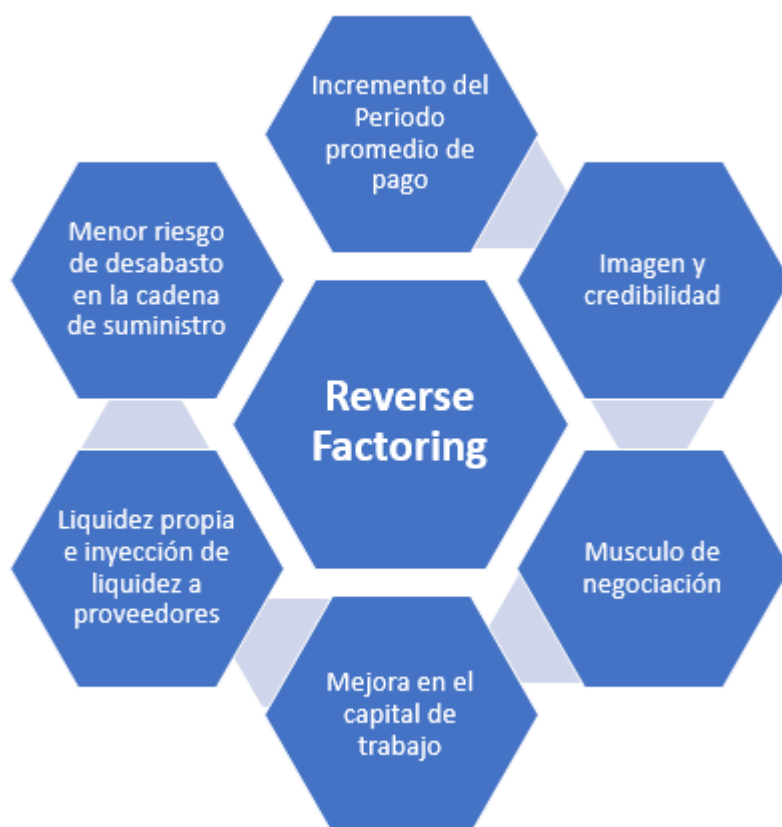 Incremento del
Periodo
promedio de
pago
Imagen y
credibilidad
Musculo de
negociación
Mejora en el
capital de
trabajo
Liquidez propia
e inyección de
liquidez a
proveedores
Menor riesgo
de desabasto
en la cadena
de suministro
Reverse
Factoring